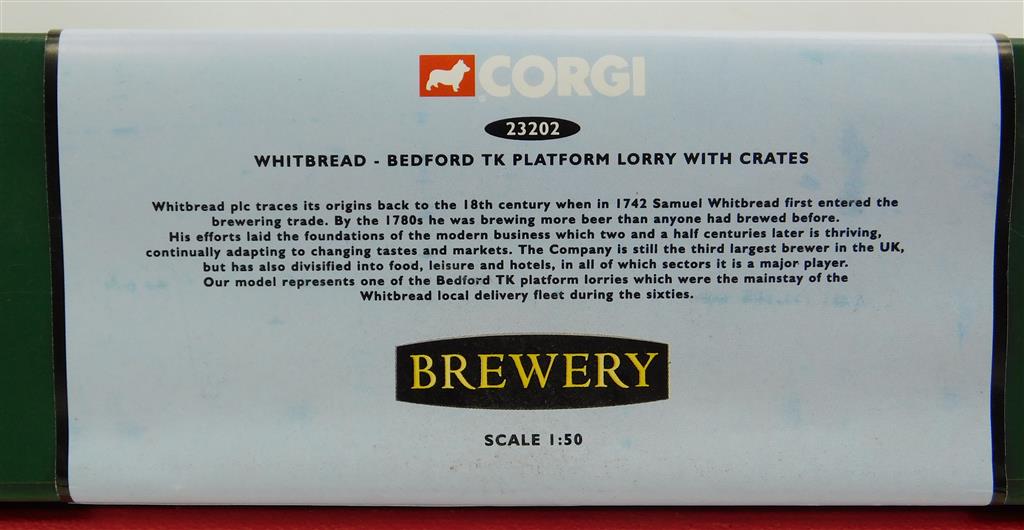 CORGI
23202
WHITBREAD - BEDFORD TK PLATFORM LORRY WITH CRATES
Whitbread plc traces its origins back to the 18th century when in 1742 Samuel Whitbread first entered the
brewering trade. By the 1780s he was brewing more beer than anyone had brewed before.
His efforts laid the foundations of the modern business which two and a half centuries later is thriving,
continually adapting to changing tastes and markets. The Company is still the third largest brewer in the UK,
but has also divisified into food, leisure and hotels, in all of which sectors it is a major player.
Our model represents one of the Bedford TK platform lorries which were the mainstay of the
Whitbread local delivery fleet during the sixties.
BREWERY
SCALE 1:50